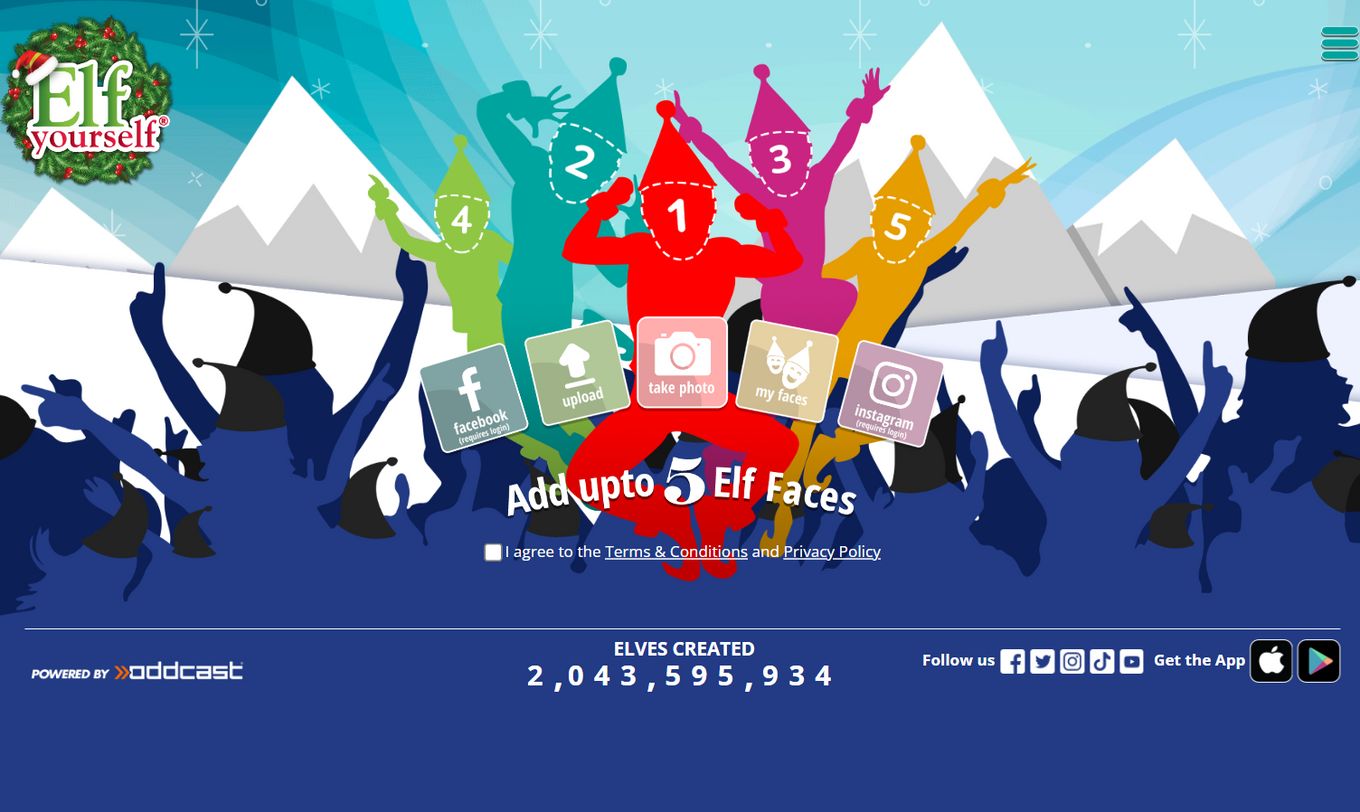 Elf
yourself®
2
3
1
4
5
facebook
(requires login)
upload
take photo
my faces
instagram
(requires login)
Add upto 5 Elf Faces
I agree to the Terms & Conditions and Privacy Policy
POWERED BY oddcast
ELVES CREATED
2,043,595,934
Follow us
Get the App